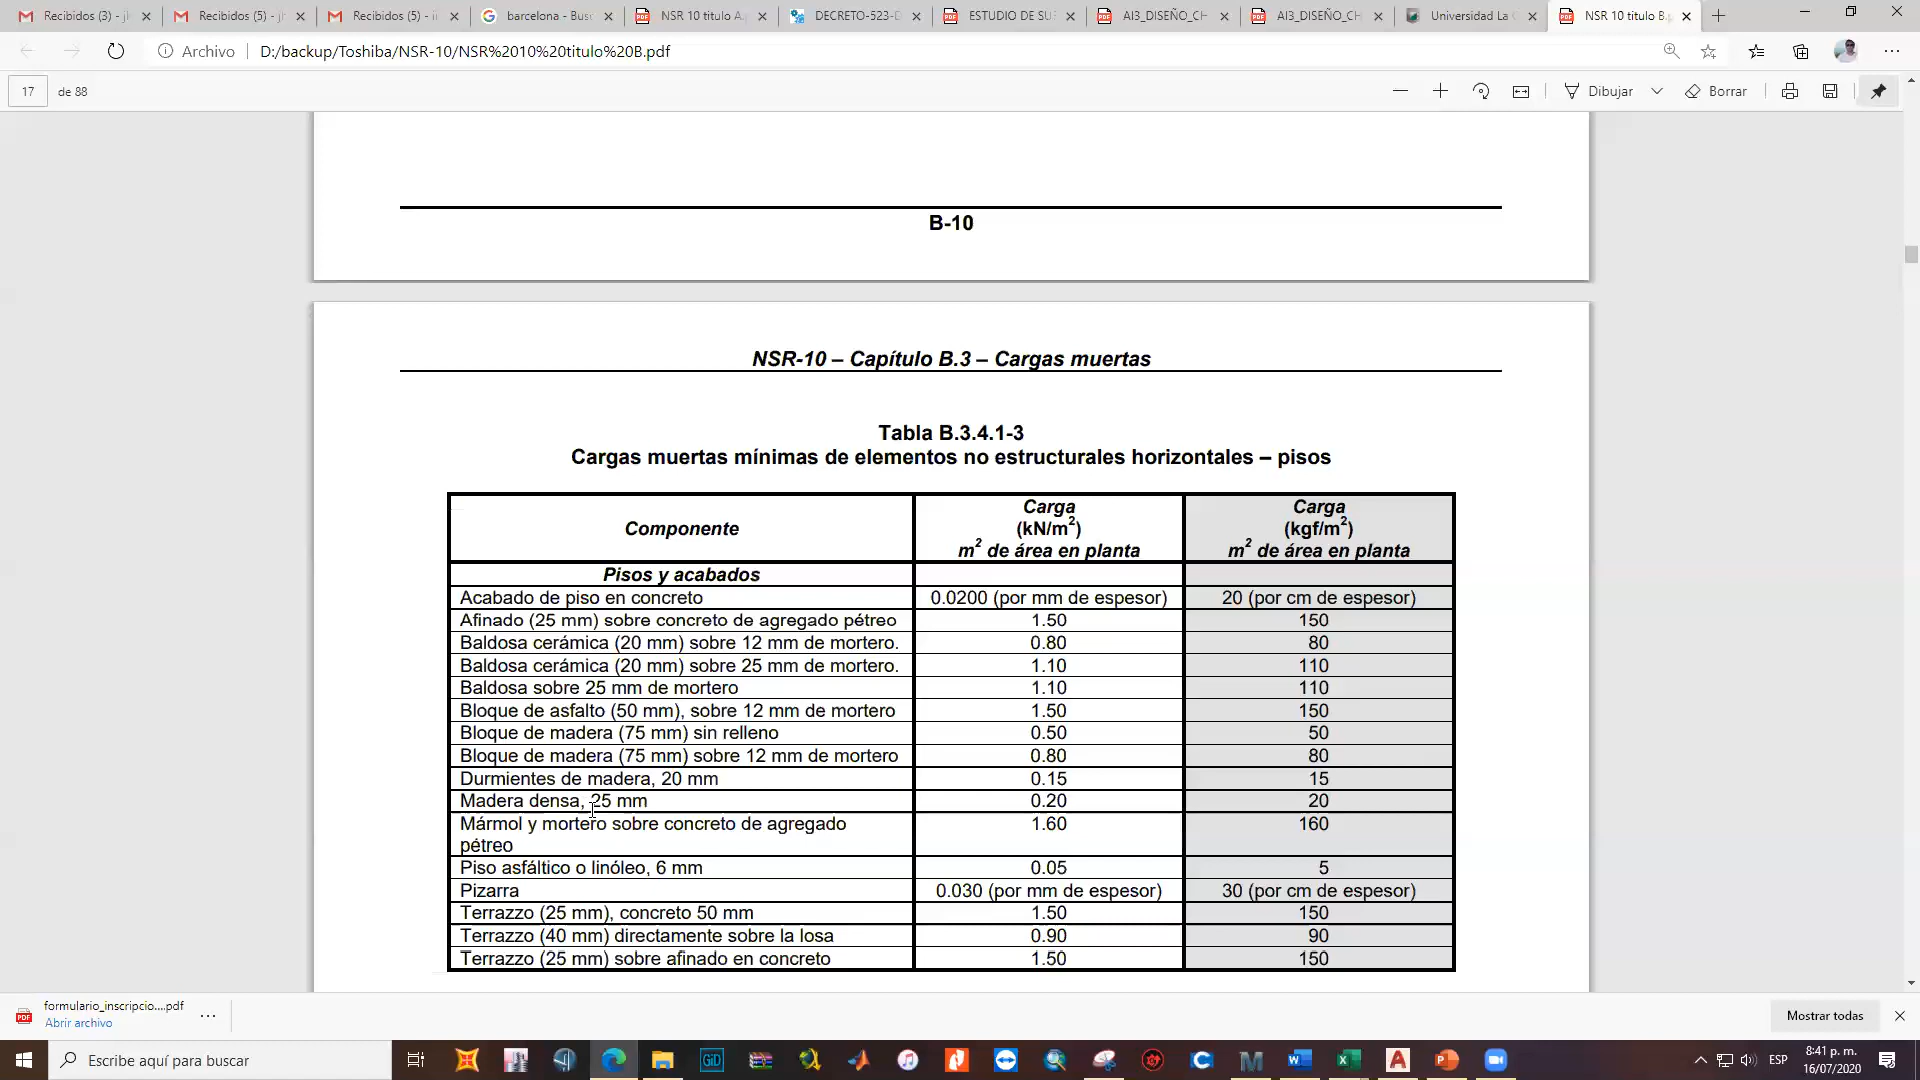 Recibidos (3) - j
Recibidos (5) - j
Recibidos (5) - i
barcelona - Bus
NSR 10 titulo A.
DECRETO-523-D
ESTUDIO DE SU
AI3_DISEÑO_CH
AI3_DISEÑO_CH
Universidad La
NSR 10 titulo B.p
Archivo
D:/backup/Toshiba/NSR-10/NSR%2010%20titulo%20B.pdf
17 de 88
Dibujar
Borrar
B-10
NSR-10 – Capítulo B.3 – Cargas muertas
Tabla B.3.4.1-3
Cargas muertas mínimas de elementos no estructurales horizontales – pisos
Componente
Carga (kN/m2) m2 de área en planta
Carga (kgf/m2) m2 de área en planta
Pisos y acabados
Acabado de piso en concreto 0.0200 (por mm de espesor) 20 (por cm de espesor)
Afinado (25 mm) sobre concreto de agregado pétreo 1.50 150
Baldosa cerámica (20 mm) sobre 12 mm de mortero. 0.80 80
Baldosa cerámica (20 mm) sobre 25 mm de mortero. 1.10 110
Baldosa sobre 25 mm de mortero 1.10 110
Bloque de asfalto (50 mm), sobre 12 mm de mortero 1.50 150
Bloque de madera (75 mm) sin relleno 0.50 50
Bloque de madera (75 mm) sobre 12 mm de mortero 0.80 80
Durmientes de madera, 20 mm 0.15 15
Madera densa, 25 mm 0.20 20
Mármol y mortero sobre concreto de agregado 1.60 160
pétreo
Piso asfáltico o linóleo, 6 mm 0.05 5
Pizarra 0.030 (por mm de espesor) 30 (por cm de espesor)
Terrazzo (25 mm), concreto 50 mm 1.50 150
Terrazzo (40 mm) directamente sobre la losa 0.90 90
Terrazzo (25 mm) sobre afinado en concreto 1.50 150
formulario_inscripcio....pdf
Abrir archivo
Mostrar todas
Escribe aquí para buscar
ESP
8:41 p. m.
16/07/2020